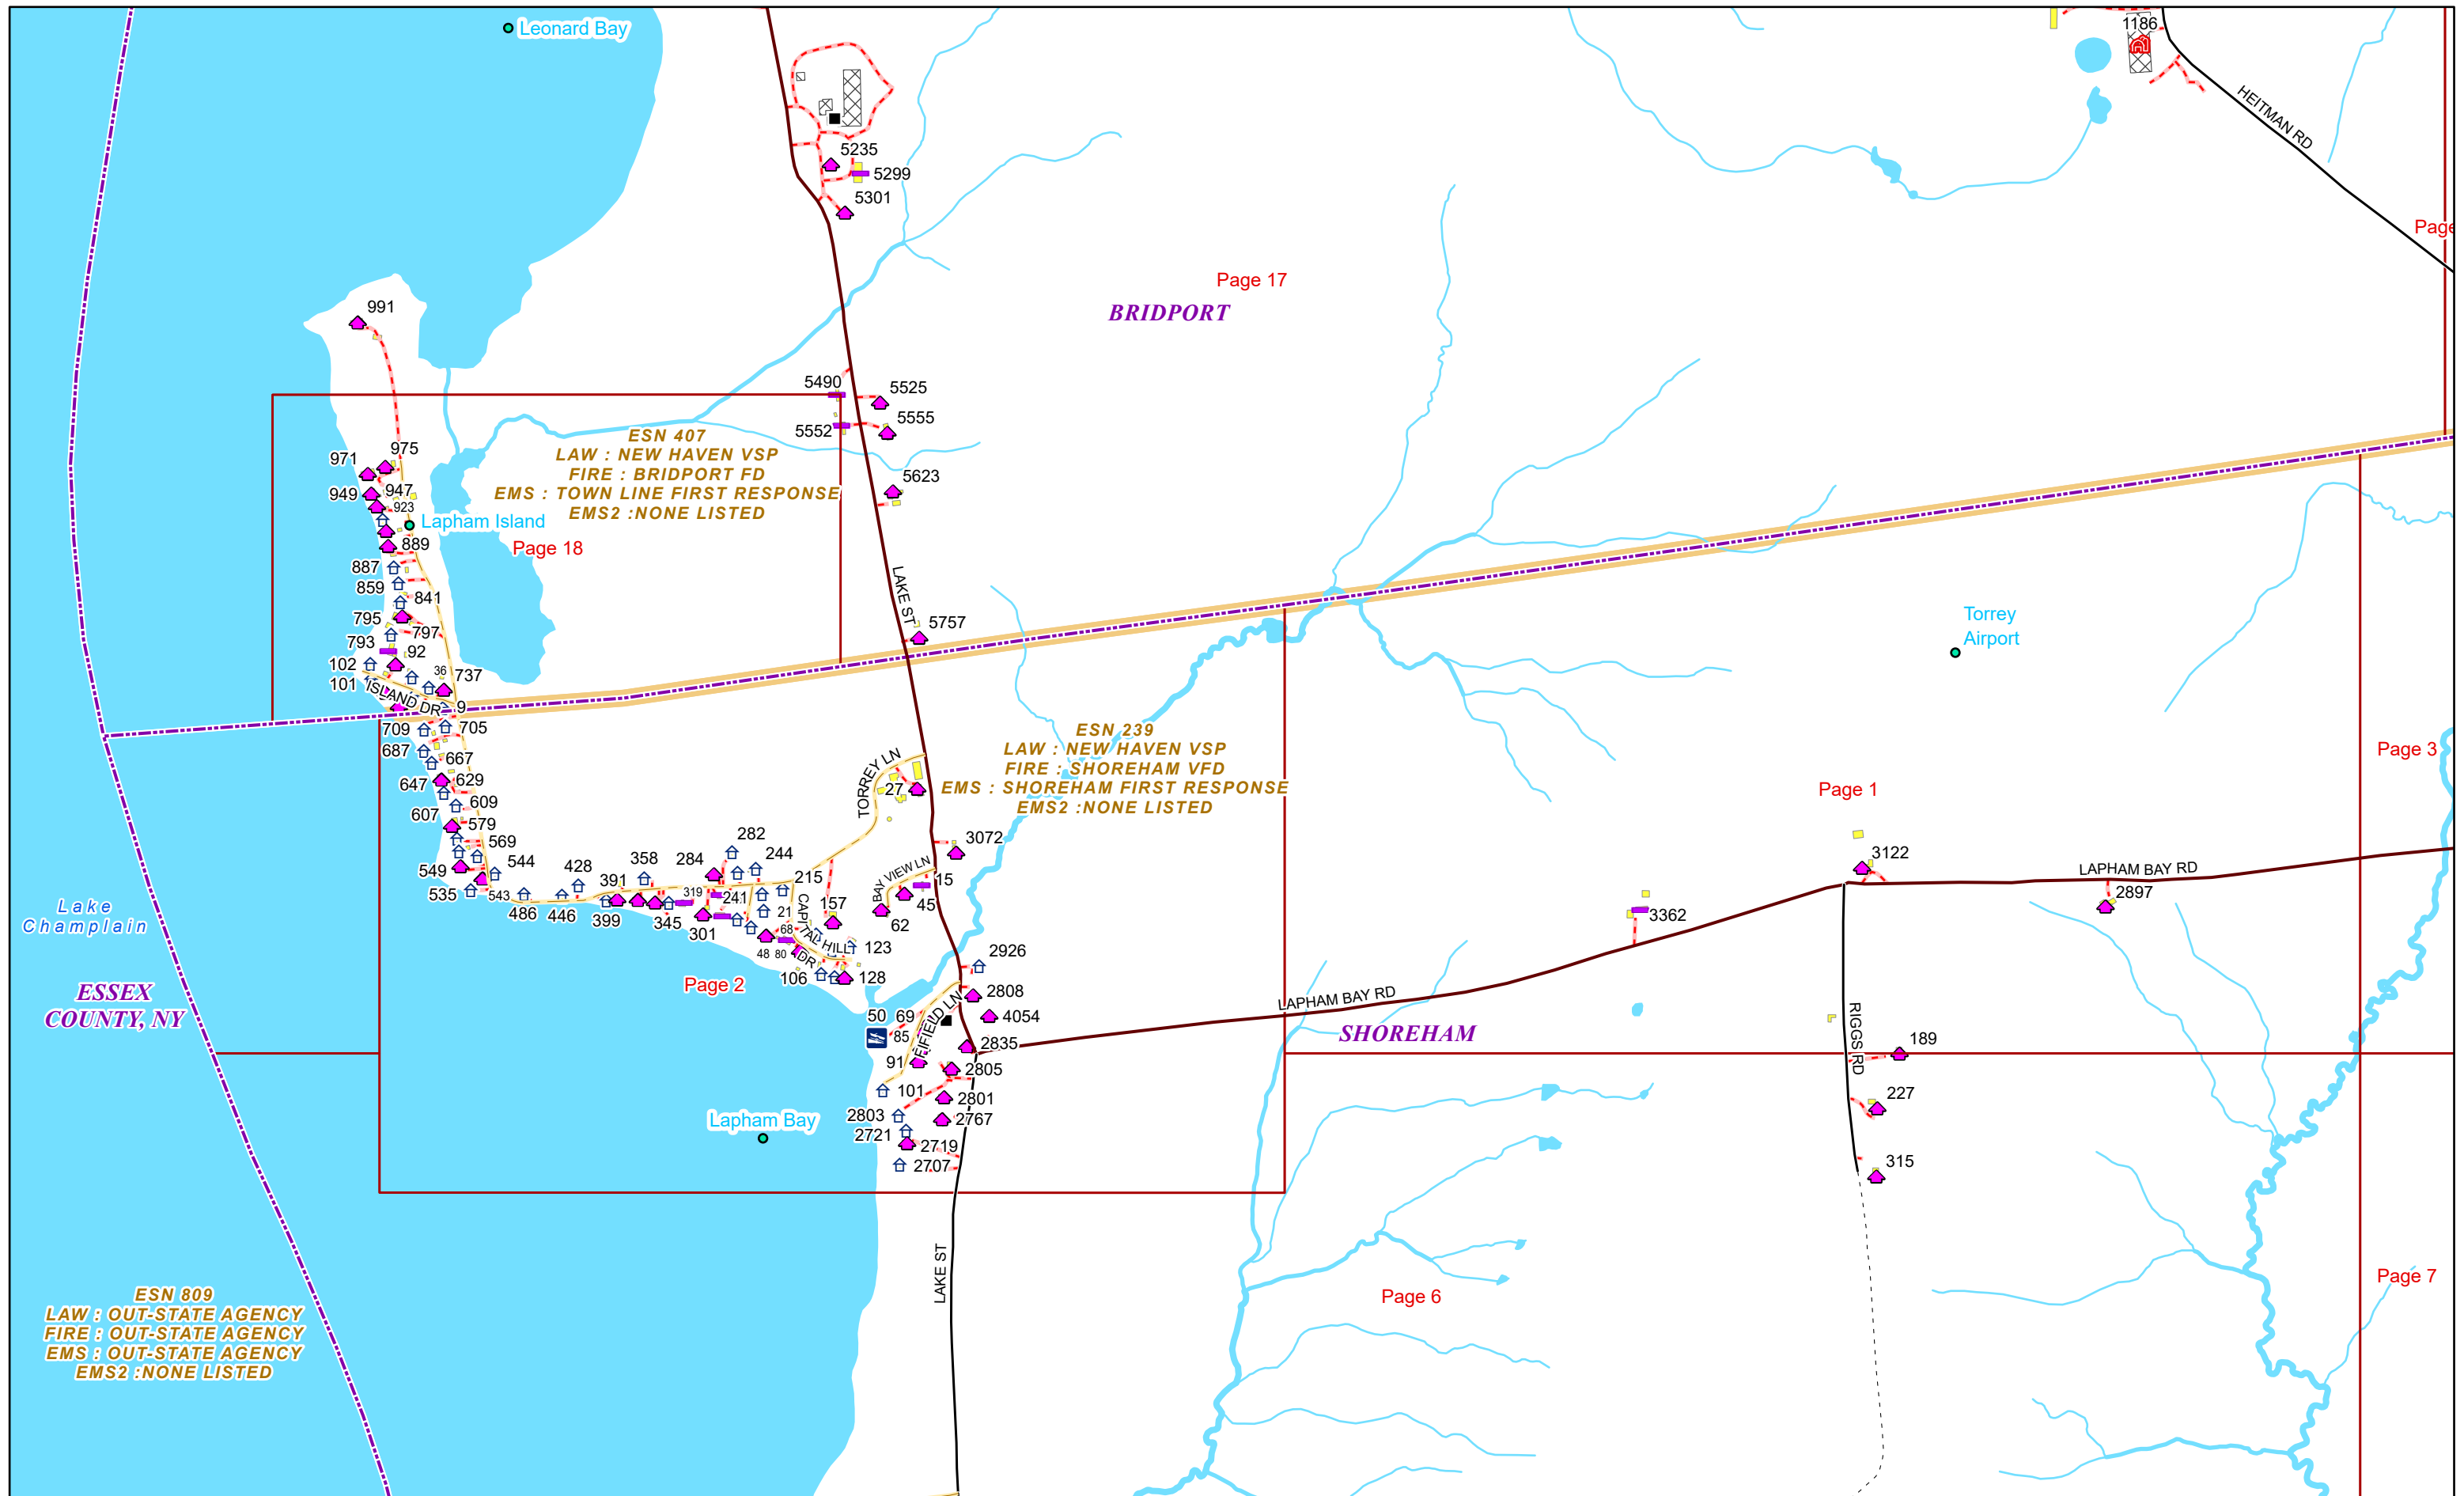 Leonard Bay
1186
HEITMAN RD
5235
5299
5301
Page
Page 17
BRIDPORT
991
5490
5525
5552
5555
ESN 407
LAW : NEW HAVEN VSP
FIRE : BRIDPORT FD
EMS : TOWN LINE FIRST RESPONSE
EMS2 :NONE LISTED
975
971
949
947
923
5623
Lapham Island
Page 18
889
887
859
841
795
797
793
92
102
36
737
101
ISLAND DR
9
LAKE ST
5757
Torrey
Airport
709
705
687
667
647
629
609
607
579
569
549
544
535
543
486
446
428
399
391
358
345
284
319
301
282
241
244
215
21
157
TORREY LN
27
ESN 239
LAW : NEW HAVEN VSP
FIRE : SHOREHAM VFD
EMS : SHOREHAM FIRST RESPONSE
EMS2 :NONE LISTED
3072
BAY VIEW LN
15
45
62
CAPITAL HILL DR
68
48
80
106
123
128
Page 1
Page 3
3122
LAPHAM BAY RD
2897
3362
Lake
Champlain
ESSEX
COUNTY, NY
Page 2
2926
2808
4054
50
69
85
FIFIELD LN
91
2835
2805
LAPHAM BAY RD
SHOREHAM
RIGGS RD
189
227
315
101
2801
2803
2767
2721
2719
2707
Lapham Bay
LAKE ST
Page 6
Page 7
ESN 809
LAW : OUT-STATE AGENCY
FIRE : OUT-STATE AGENCY
EMS : OUT-STATE AGENCY
EMS2 :NONE LISTED